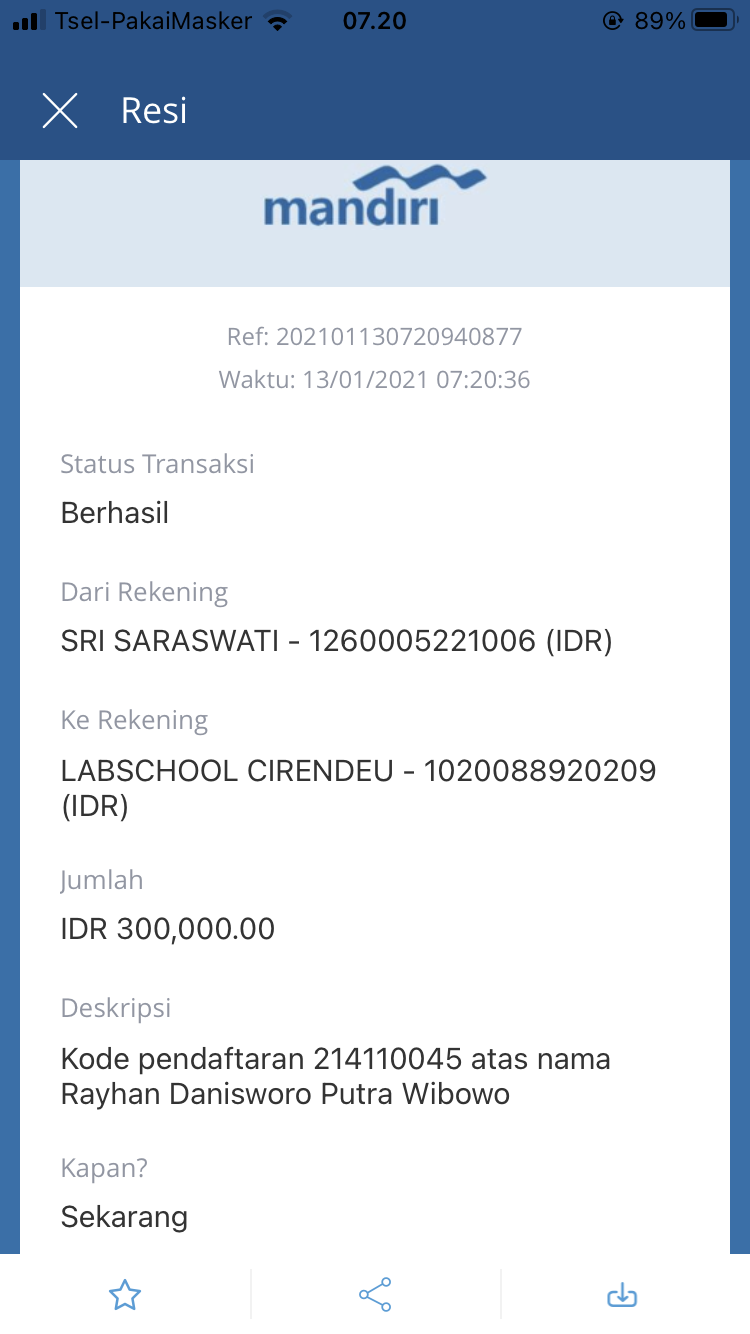 Tsel-PakaiMasker 07.20 89%
Resi
mandiri
Ref: 202101130720940877
Waktu: 13/01/2021 07:20:36
Status Transaksi
Berhasil
Dari Rekening
SRI SARASWATI - 1260005221006 (IDR)
Ke Rekening
LABSCHOOL CIRENDEU - 1020088920209
(IDR)
Jumlah
IDR 300,000.00
Deskripsi
Kode pendaftaran 214110045 atas nama
Rayhan Danisworo Putra Wibowo
Kapan?
Sekarang